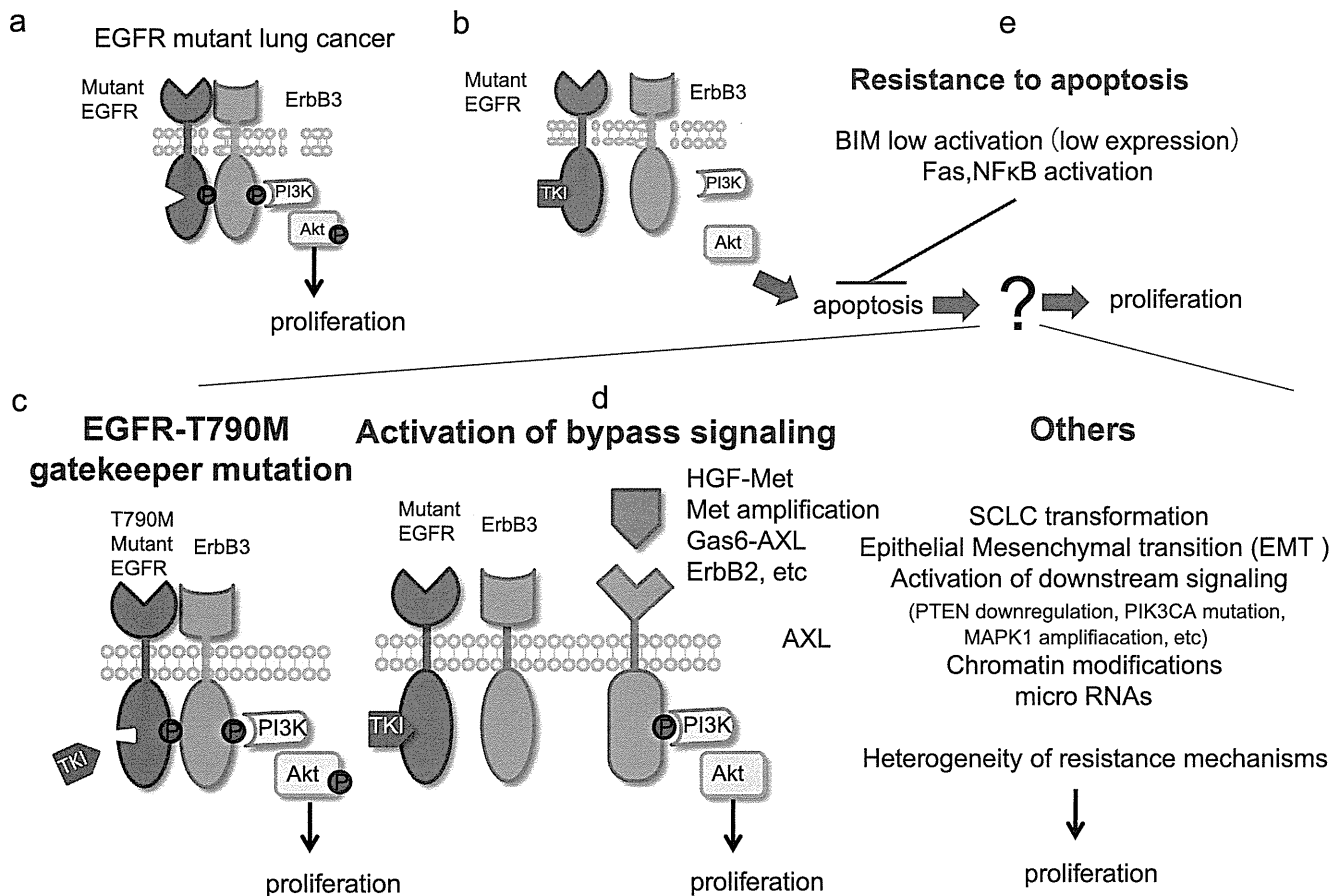 a
EGFR mutant lung cancer
Mutant
EGFR
ErbB3
P
P
PI3K
Akt
P
proliferation
b
Mutant
EGFR
ErbB3
TKI
PI3K
Akt
e
Resistance to apoptosis
BIM low activation (low expression)
Fas,NFκB activation
apoptosis
?
proliferation
c
EGFR-T790M
gatekeeper mutation
T790M
Mutant
EGFR
ErbB3
TKI
P
P
PI3K
Akt
P
proliferation
d
Activation of bypass signaling
Mutant
EGFR
ErbB3
HGF-Met
Met amplification
Gas6-AXL
ErbB2, etc
AXL
TKI
P
PI3K
Akt
proliferation
Others
SCLC transformation
Epithelial Mesenchymal transition (EMT )
Activation of downstream signaling
(PTEN downregulation, PIK3CA mutation,
MAPK1 amplifiacation, etc)
Chromatin modifications
micro RNAs
Heterogeneity of resistance mechanisms
proliferation